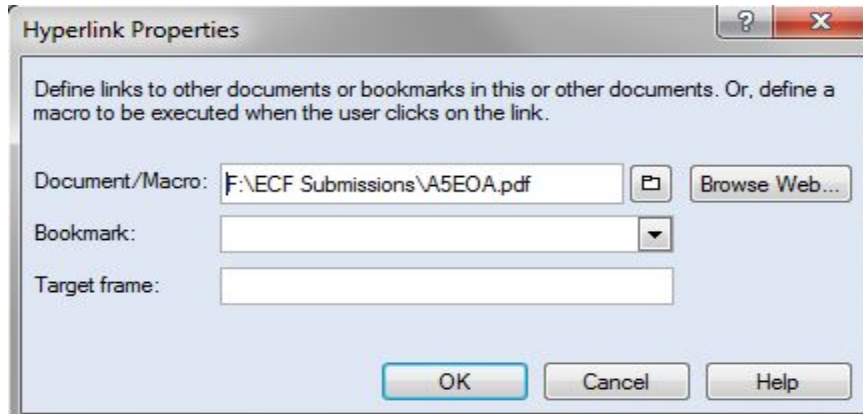 Hyperlink Properties
?
Define links to other documents or bookmarks in this or other documents. Or, define a
macro to be executed when the user clicks on the link.
Document/Macro: F:\ECF Submissions\A5EOA.pdf Browse Web...
Bookmark:
Target frame:
OK Cancel Help